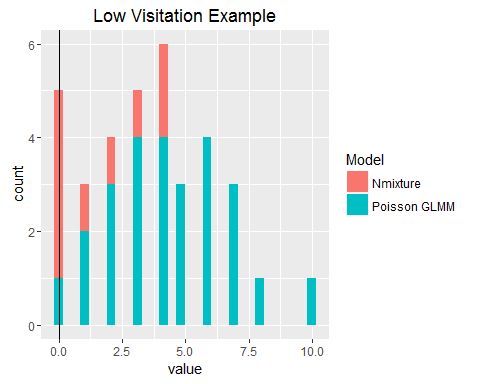 Low Visitation Example
6
4
2
0
count
0.0 2.5 5.0 7.5 10.0
value
Model
Nmixture
Poisson GLMM